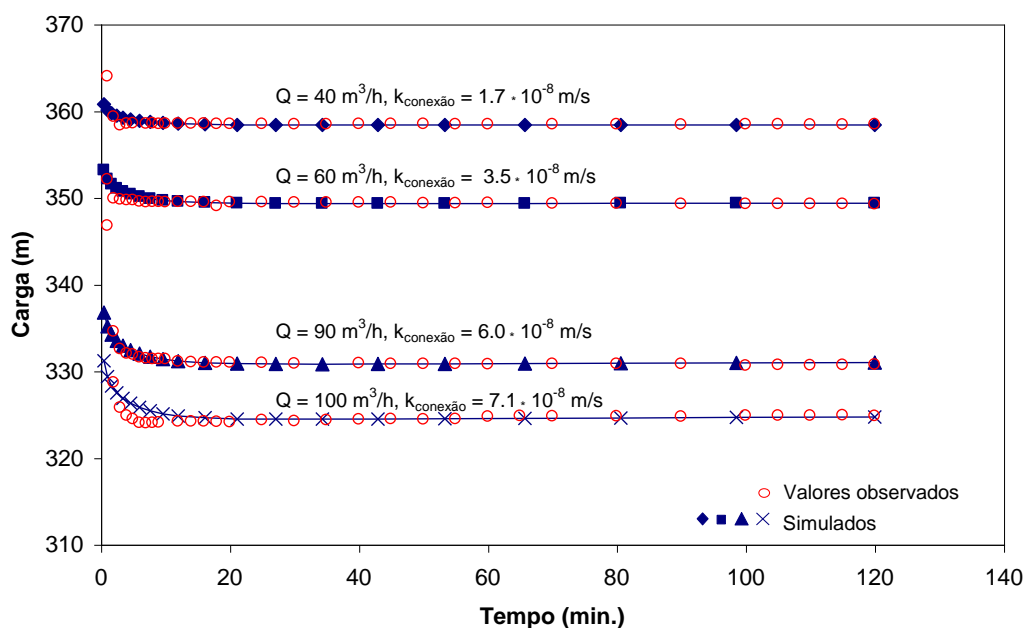 370
360
350
340
330
320
310
Carga (m)
Q = 40 m³/h, kconexão = 1.7 * 10⁻⁸ m/s
Q = 60 m³/h, kconexão = 3.5 * 10⁻⁸ m/s
Q = 90 m³/h, kconexão = 6.0 * 10⁻⁸ m/s
Q = 100 m³/h, kconexão = 7.1 * 10⁻⁸ m/s
Valores observados
Simulados
0 20 40 60 80 100 120 140
Tempo (min.)